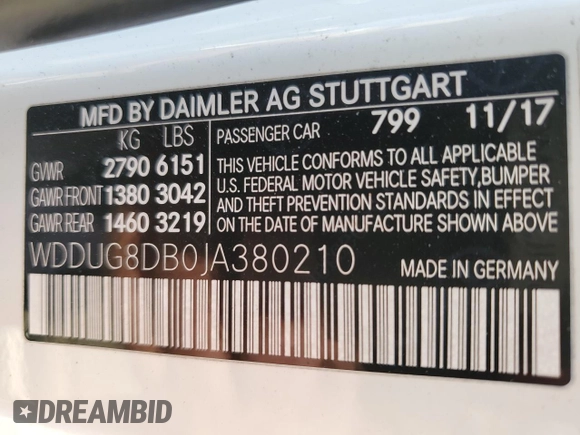 MFD BY DAIMLER AG STUTTGART
KG LBS
PASSENGER CAR 799 11/17
GVWR 2790 6151
GAWR FRONT 1380 3042
GAWR REAR 1460 3219
THIS VEHICLE CONFORMS TO ALL APPLICABLE
U.S. FEDERAL MOTOR VEHICLE SAFETY, BUMPER
AND THEFT PREVENTION STANDARDS IN EFFECT
ON THE DATE OF MANUFACTURE SHOWN ABOVE
WDDUG8DB0JA380210
MADE IN GERMANY
DREAMBID